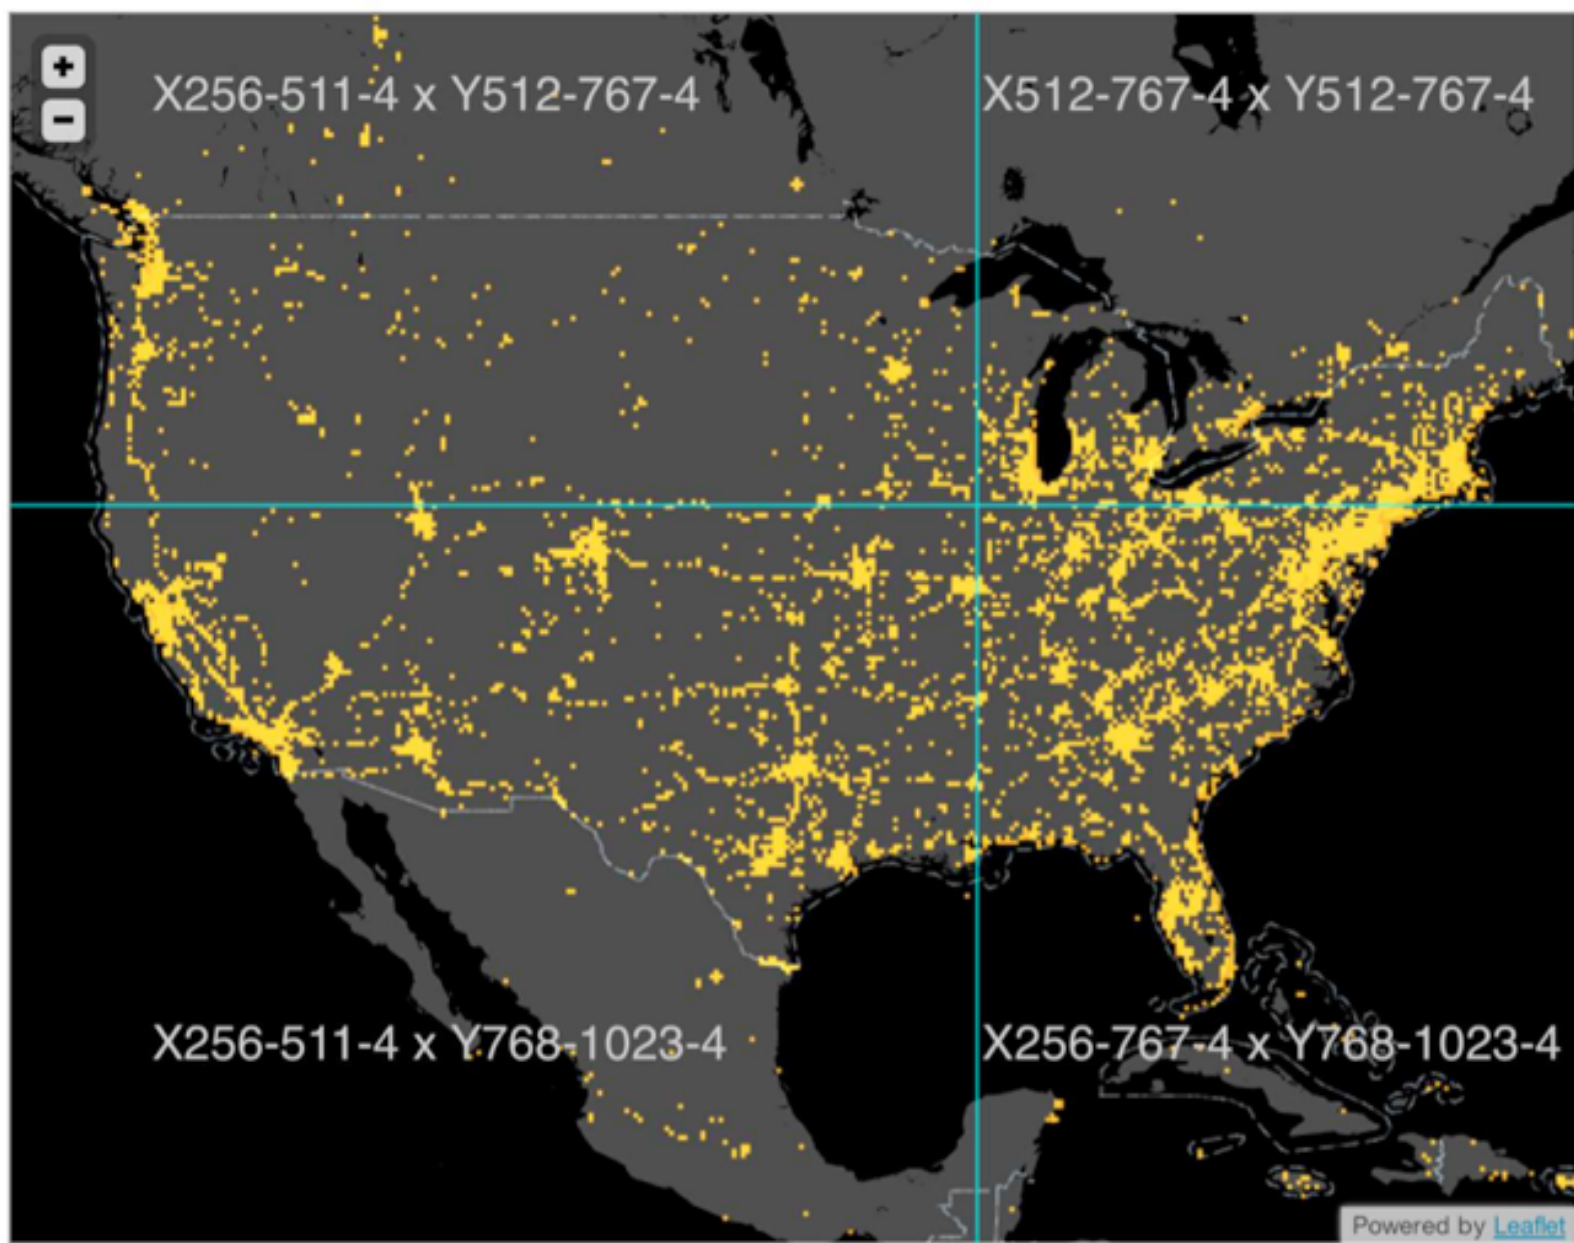 +
X256-511-4 x Y512-767-4
X512-767-4 x Y512-767-4
−
X256-511-4 x Y768-1023-4
X256-767-4 x Y768-1023-4
Powered by Leaflet